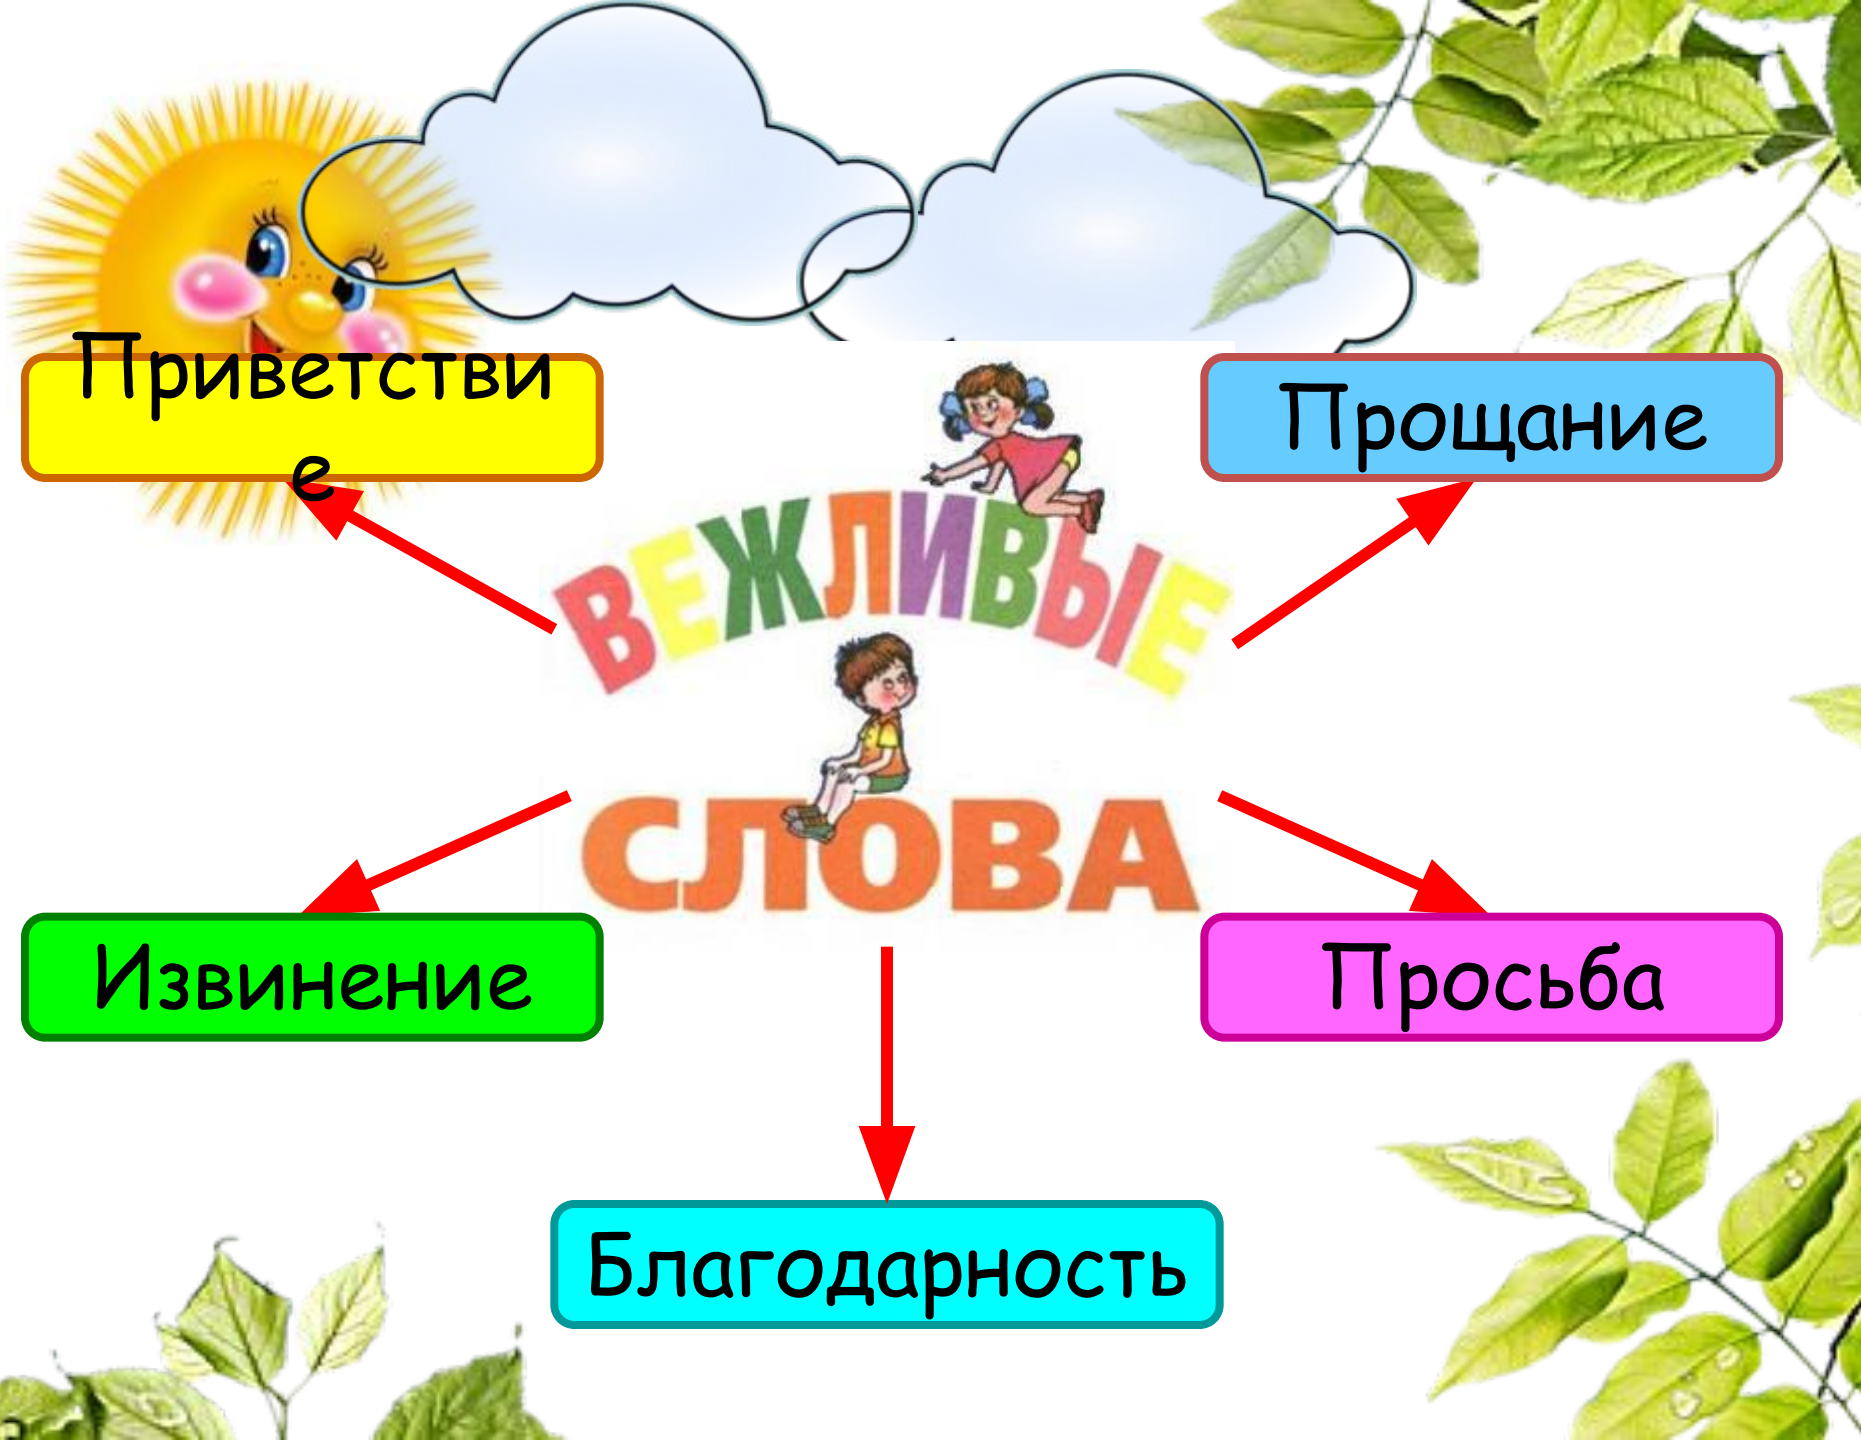 Приветстви
е
Прощание
ВЕЖЛИВЫЕ
СЛОВА
Извинение
Просьба
Благодарность